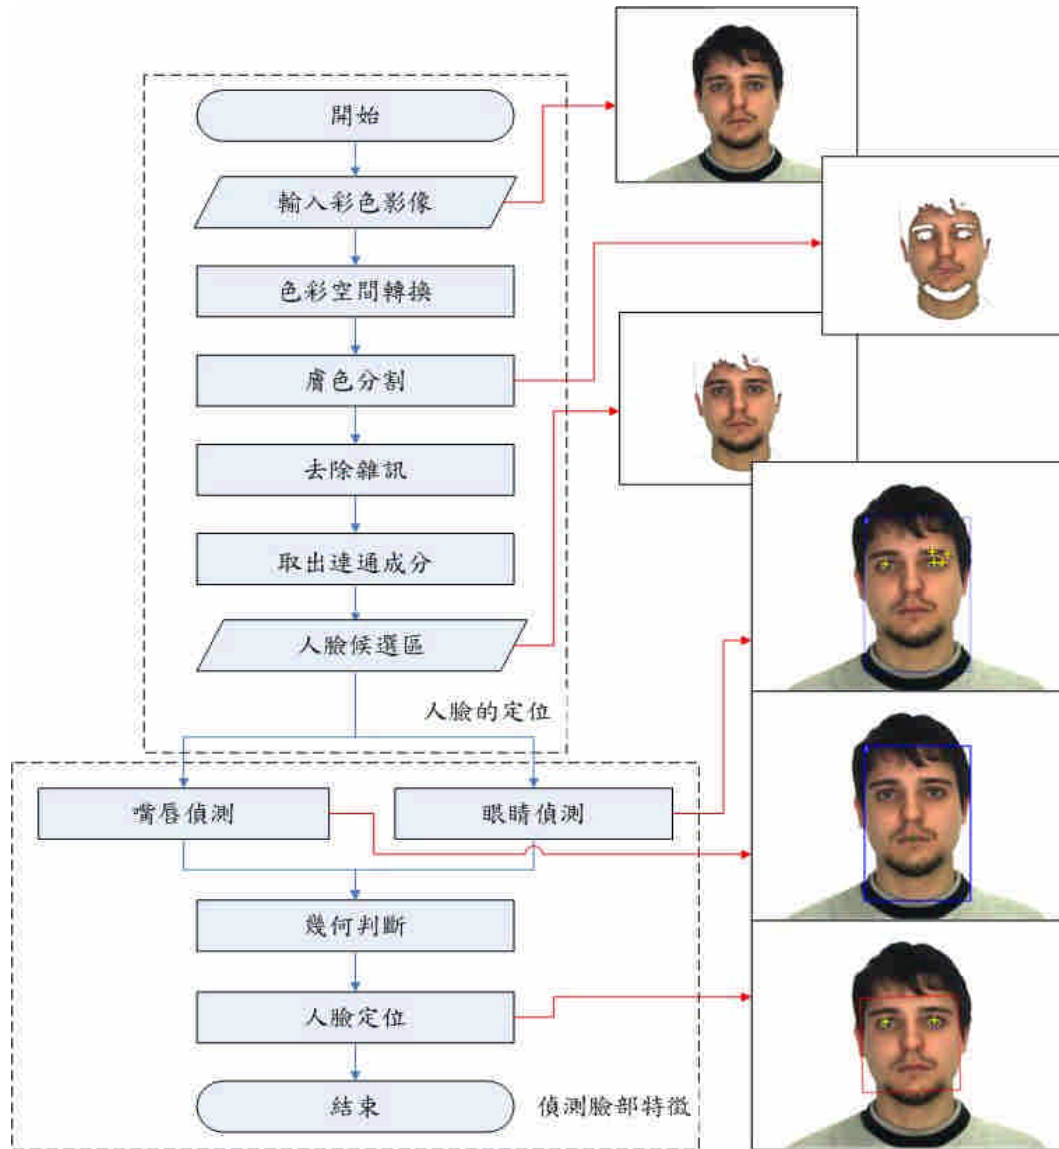 開始
輸入彩色影像
色彩空間轉換
膚色分割
去除雜訊
取出連通成分
人臉候選區
人臉的定位
嘴唇偵測
眼睛偵測
幾何判斷
人臉定位
結束
偵測臉部特徵